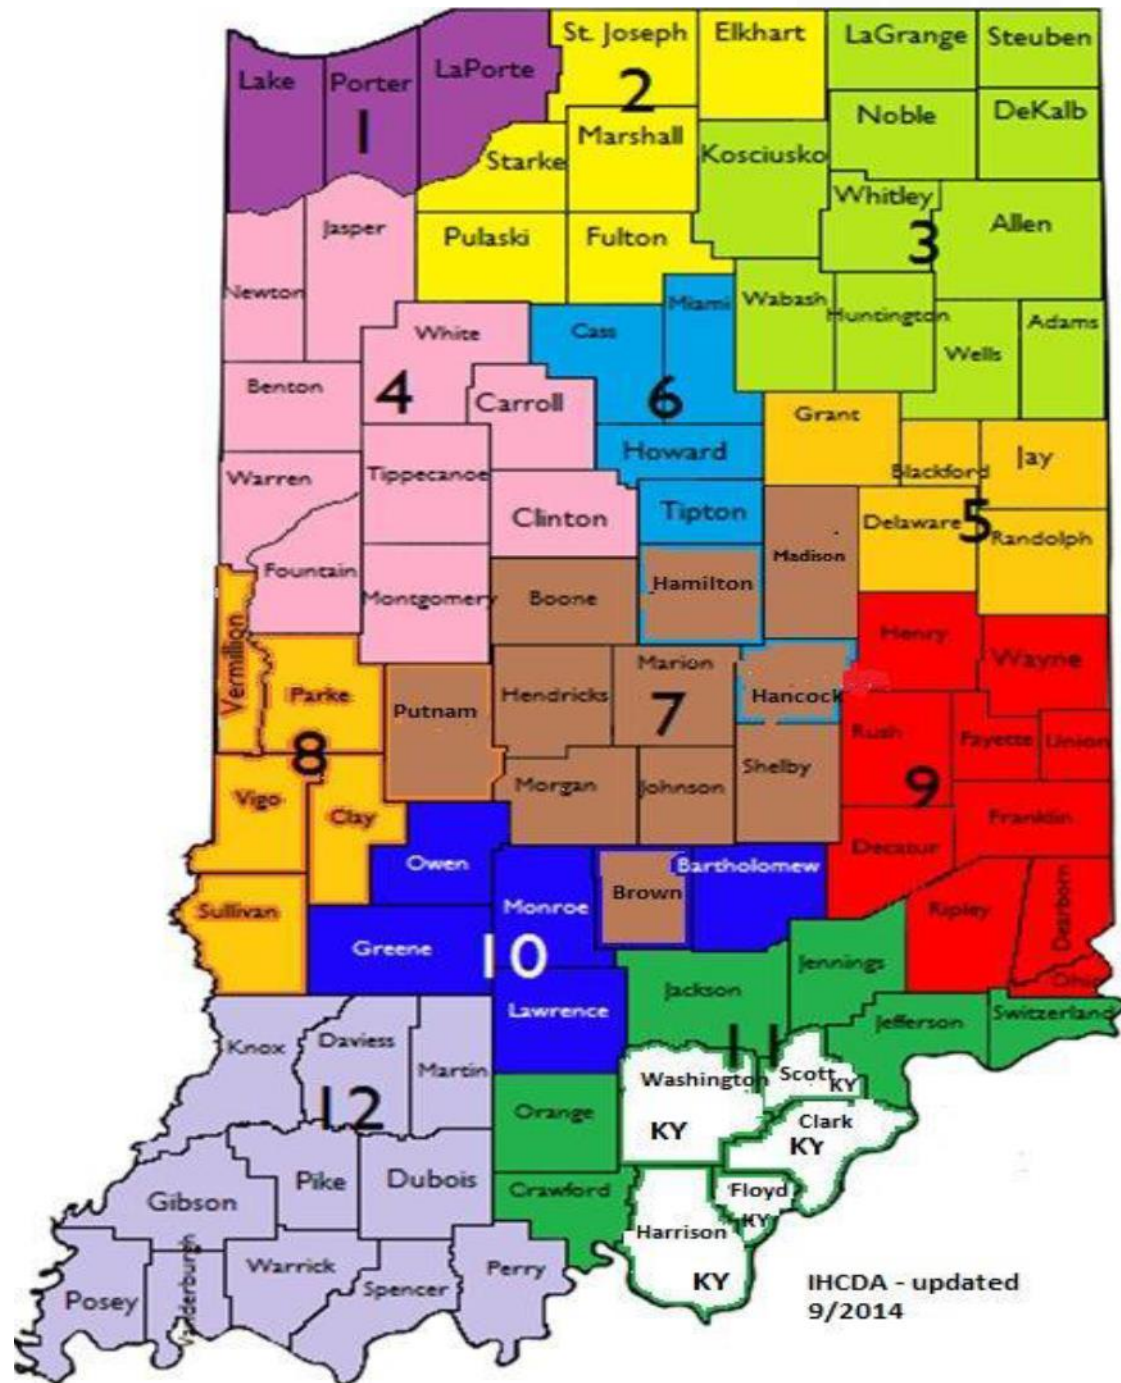 St. Joseph
Elkhart
LaGrange
Steuben
Lake
Porter
LaPorte
2
1
Marshall
Noble
DeKalb
Starke
Kosciusko
Whitley
Allen
Jasper
Pulaski
Fulton
3
Newton
Miami
Wabash
Huntington
Adams
White
Cass
Wells
Benton
4
Carroll
6
Grant
Howard
Blackford
Jay
Warren
Tippecanoe
Clinton
Tipton
Delaware
5
Randolph
Madison
Fountain
Montgomery
Boone
Hamilton
Henry
Wayne
Vermillion
Parke
Putnam
Hendricks
Marion
7
Hancock
Rush
Fayette
Union
8
Vigo
Clay
Morgan
Johnson
Shelby
9
Franklin
Decatur
Owen
Bartholomew
Brown
Monroe
Sullivan
Ripley
Dearborn
Greene
10
Jennings
Ohio
Jackson
Lawrence
Jefferson
Switzerland
Knox
Daviess
Martin
11
Washington
Scott
KY
12
Orange
KY
Clark
KY
Gibson
Pike
Dubois
Crawford
Floyd
KY
Harrison
KY
Posey
Vanderburgh
Warrick
Spencer
Perry
IHCDA - updated
9/2014